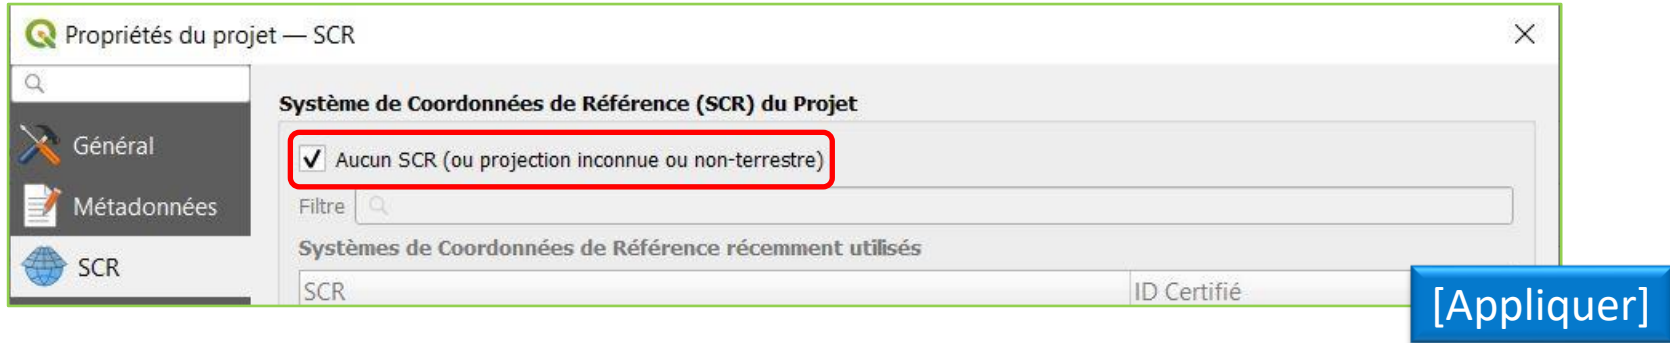 Propriétés du projet — SCR
Général
Métadonnées
SCR
Système de Coordonnées de Référence (SCR) du Projet
Aucun SCR (ou projection inconnue ou non-terrestre)
Filtre
Systèmes de Coordonnées de Référence récemment utilisés
SCR ID Certifié
[Appliquer]